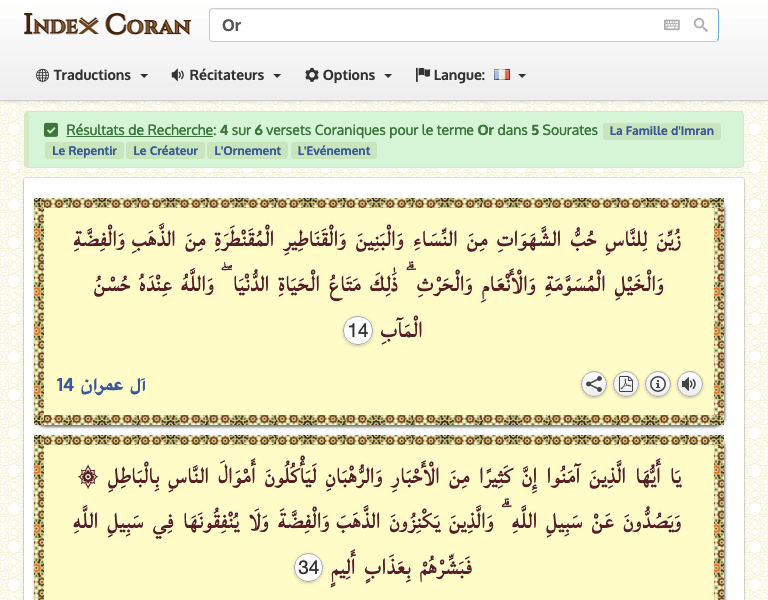 Index Coran
Or
Traductions
Récitateurs
Options
Langue:
Résultats de Recherche: 4 sur 6 versets Coraniques pour le terme Or dans 5 Sourates La Famille d'Imran
Le Repentir Le Créateur L'Ornement L'Evénement
زُيِّنَ لِلنَّاسِ حُبُّ الشَّهَوَاتِ مِنَ النِّسَاءِ وَالْبَنِينَ وَالْقَنَاطِيرِ الْمُقَنْطَرَةِ مِنَ الذَّهَبِ وَالْفِضَّةِ
وَالْخَيْلِ الْمُسَوَّمَةِ وَالْأَنْعَامِ وَالْحَرْثِ ۗ ذَٰلِكَ مَتَاعُ الْحَيَاةِ الدُّنْيَا ۖ وَاللَّهُ عِنْدَهُ حُسْنُ
الْمَآبِ 14
آل عمران 14
۞ يَا أَيُّهَا الَّذِينَ آمَنُوا إِنَّ كَثِيرًا مِنَ الْأَحْبَارِ وَالرُّهْبَانِ لَيَأْكُلُونَ أَمْوَالَ النَّاسِ بِالْبَاطِلِ
وَيَصُدُّونَ عَنْ سَبِيلِ اللَّهِ ۗ وَالَّذِينَ يَكْنِزُونَ الذَّهَبَ وَالْفِضَّةَ وَلَا يُنْفِقُونَهَا فِي سَبِيلِ اللَّهِ
فَبَشِّرْهُمْ بِعَذَابٍ أَلِيمٍ 34